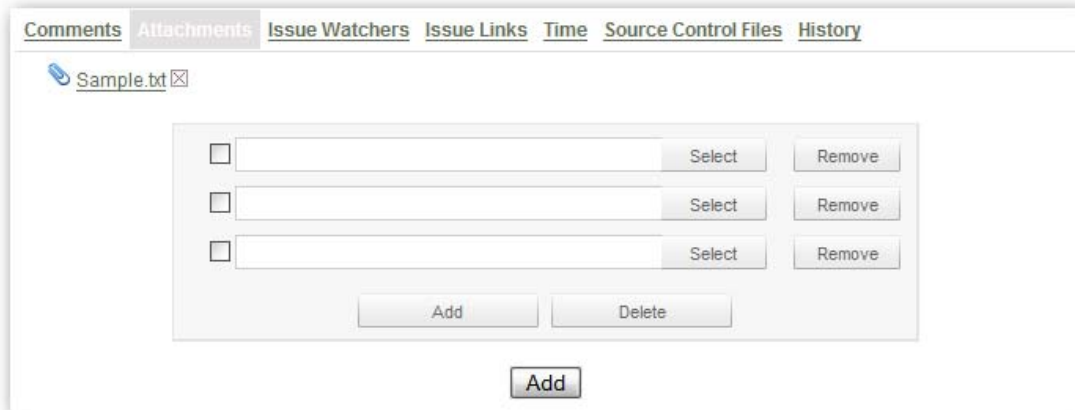 Comments Attachments Issue Watchers Issue Links Time Source Control Files History
Sample.txt
Select Remove
Select Remove
Select Remove
Add Delete
Add